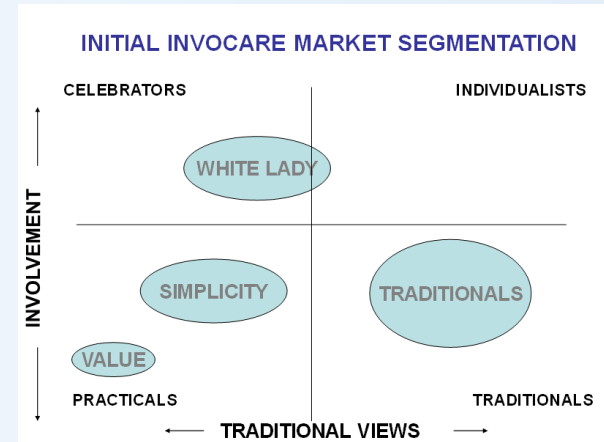 INITIAL INVOCARE MARKET SEGMENTATION
CELEBRATORS
INDIVIDUALISTS
WHITE LADY
INVOLVEMENT
SIMPLICITY
TRADITIONALS
VALUE
PRACTICALS
TRADITIONALS
TRADITIONAL VIEWS